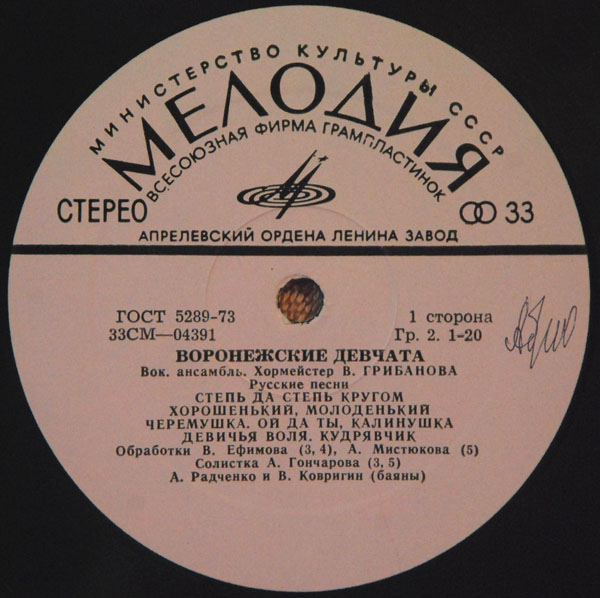 МИНИСТЕРСТВО КУЛЬТУРЫ СССР
МЕЛОДИЯ
ВСЕСОЮЗНАЯ ФИРМА ГРАМПЛАСТИНОК
СТЕРЕО
33
АПРЕЛЕВСКИЙ ОРДЕНА ЛЕНИНА ЗАВОД
ГОСТ 5289-73
1 сторона
33СМ—04391
Гр. 2. 1-20
ВОРОНЕЖСКИЕ ДЕВЧАТА
Вок. ансамбль. Хормейстер В. ГРИБАНОВА
Русские песни
СТЕПЬ ДА СТЕПЬ КРУГОМ
ХОРОШЕНЬКИЙ, МОЛОДЕНЬКИЙ
ЧЕРЕМУШКА. ОЙ ДА ТЫ, КАЛИНУШКА
ДЕВИЧЬЯ ВОЛЯ. КУДРЯВЧИК
Обработки В. Ефимова (3, 4), А. Мистюкова (5)
Солистка А. Гончарова (3, 5)
А. Радченко и В. Ковригин (баяны)